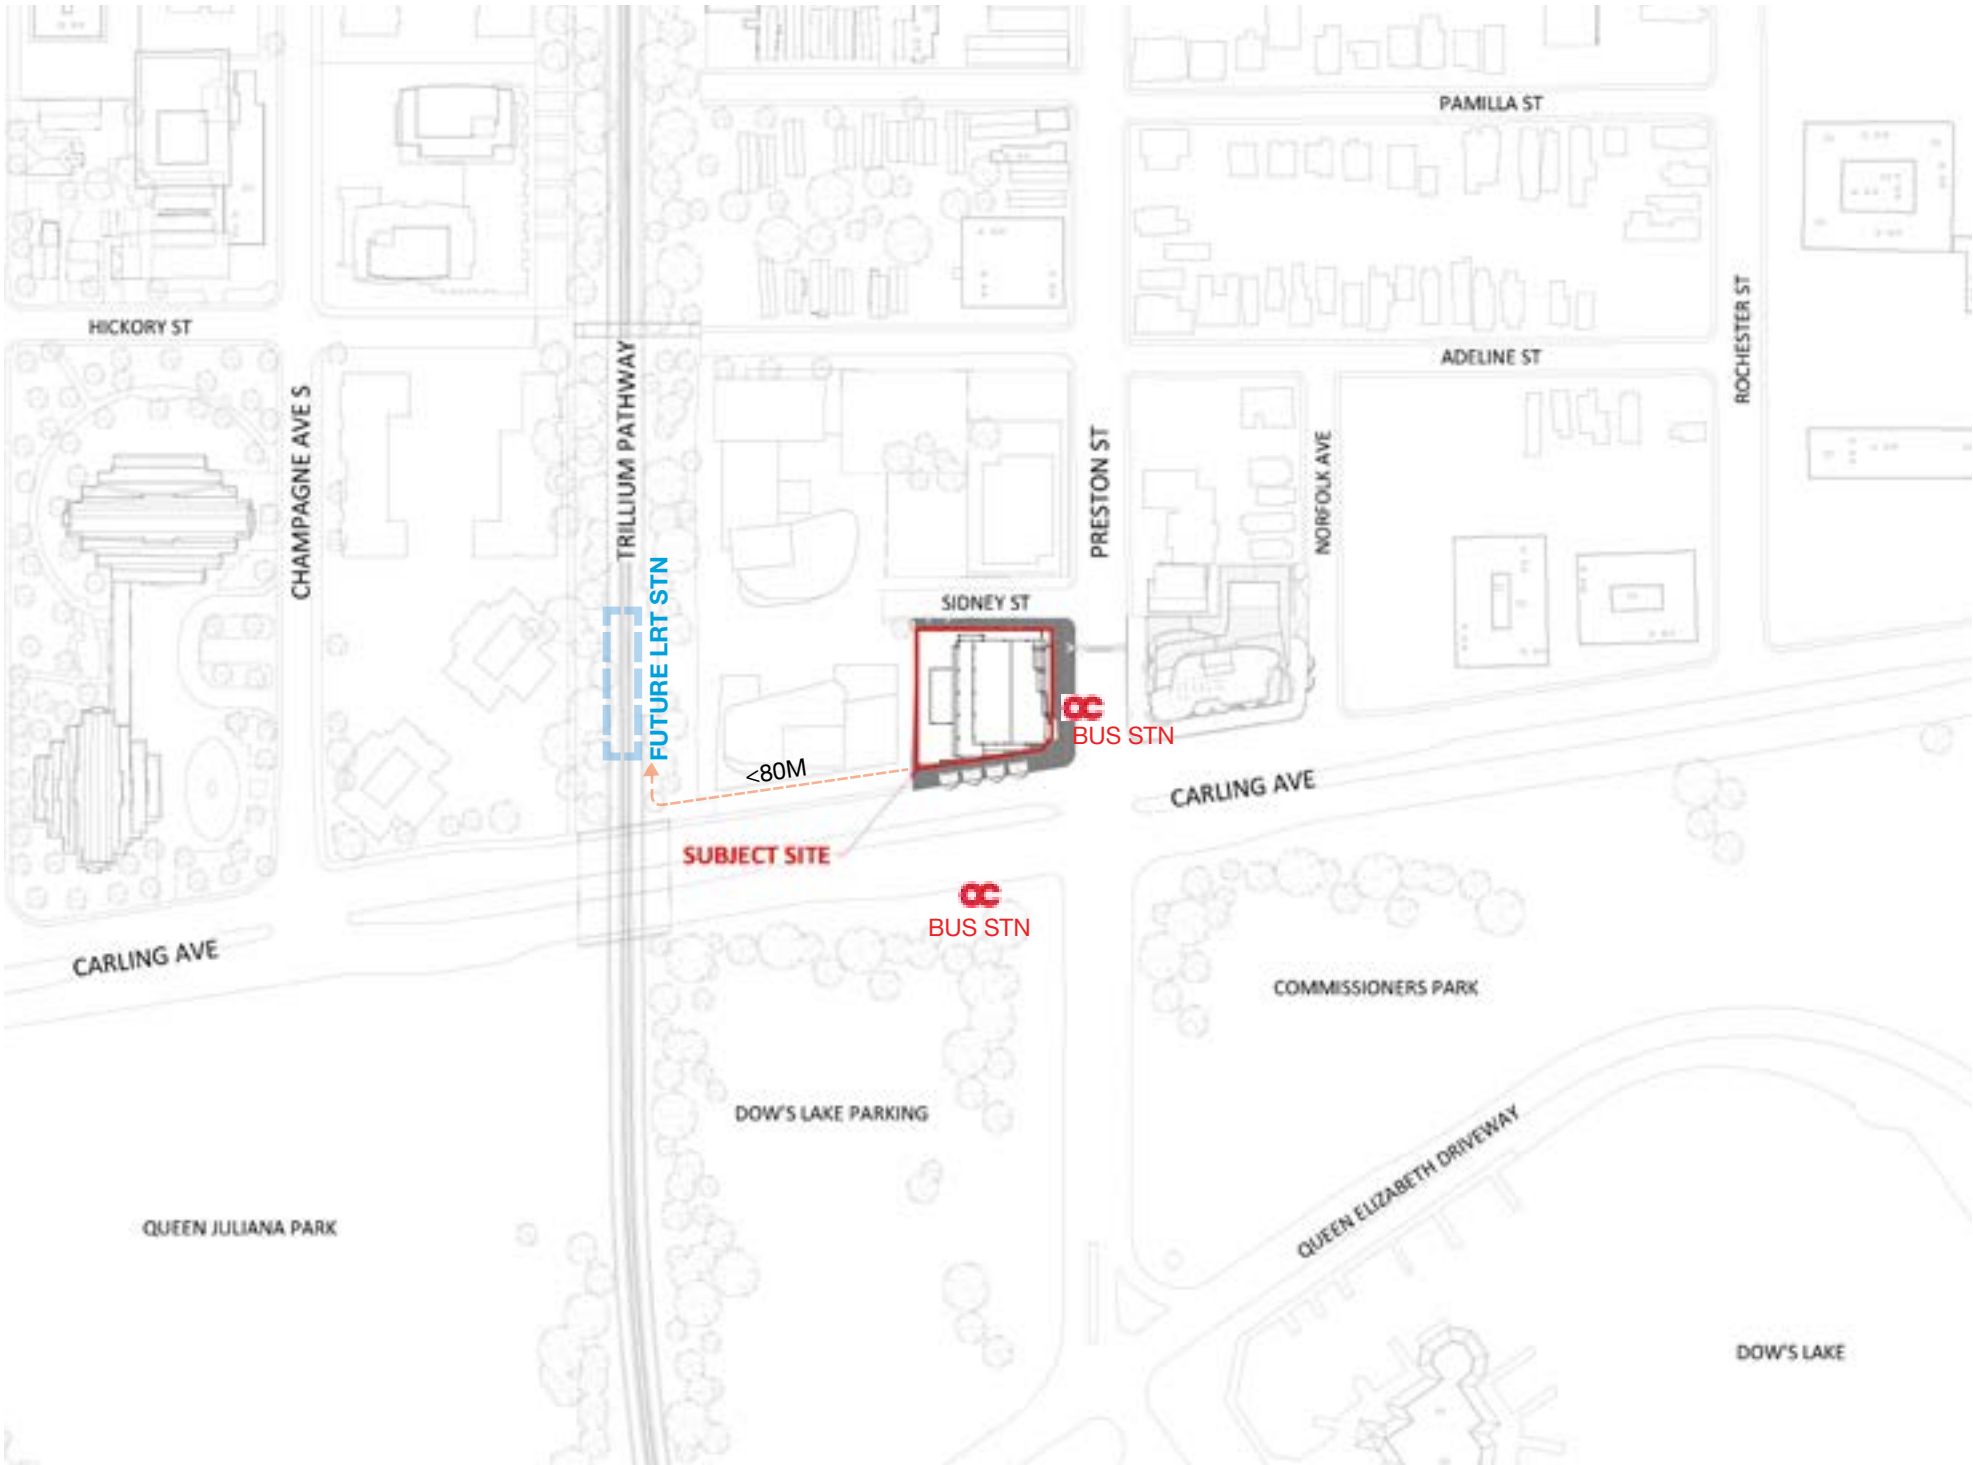 PAMILLA ST
HICKORY ST
ADELINE ST
ROCHESTER ST
CHAMPAGNE AVE S
TRILLIUM PATHWAY
PRESTON ST
NORFOLK AVE
FUTURE LRT STN
SIDNEY ST
BUS STN
<80M
CARLING AVE
SUBJECT SITE
BUS STN
CARLING AVE
COMMISSIONERS PARK
DOW'S LAKE PARKING
QUEEN ELIZABETH DRIVEWAY
QUEEN JULIANA PARK
DOW'S LAKE